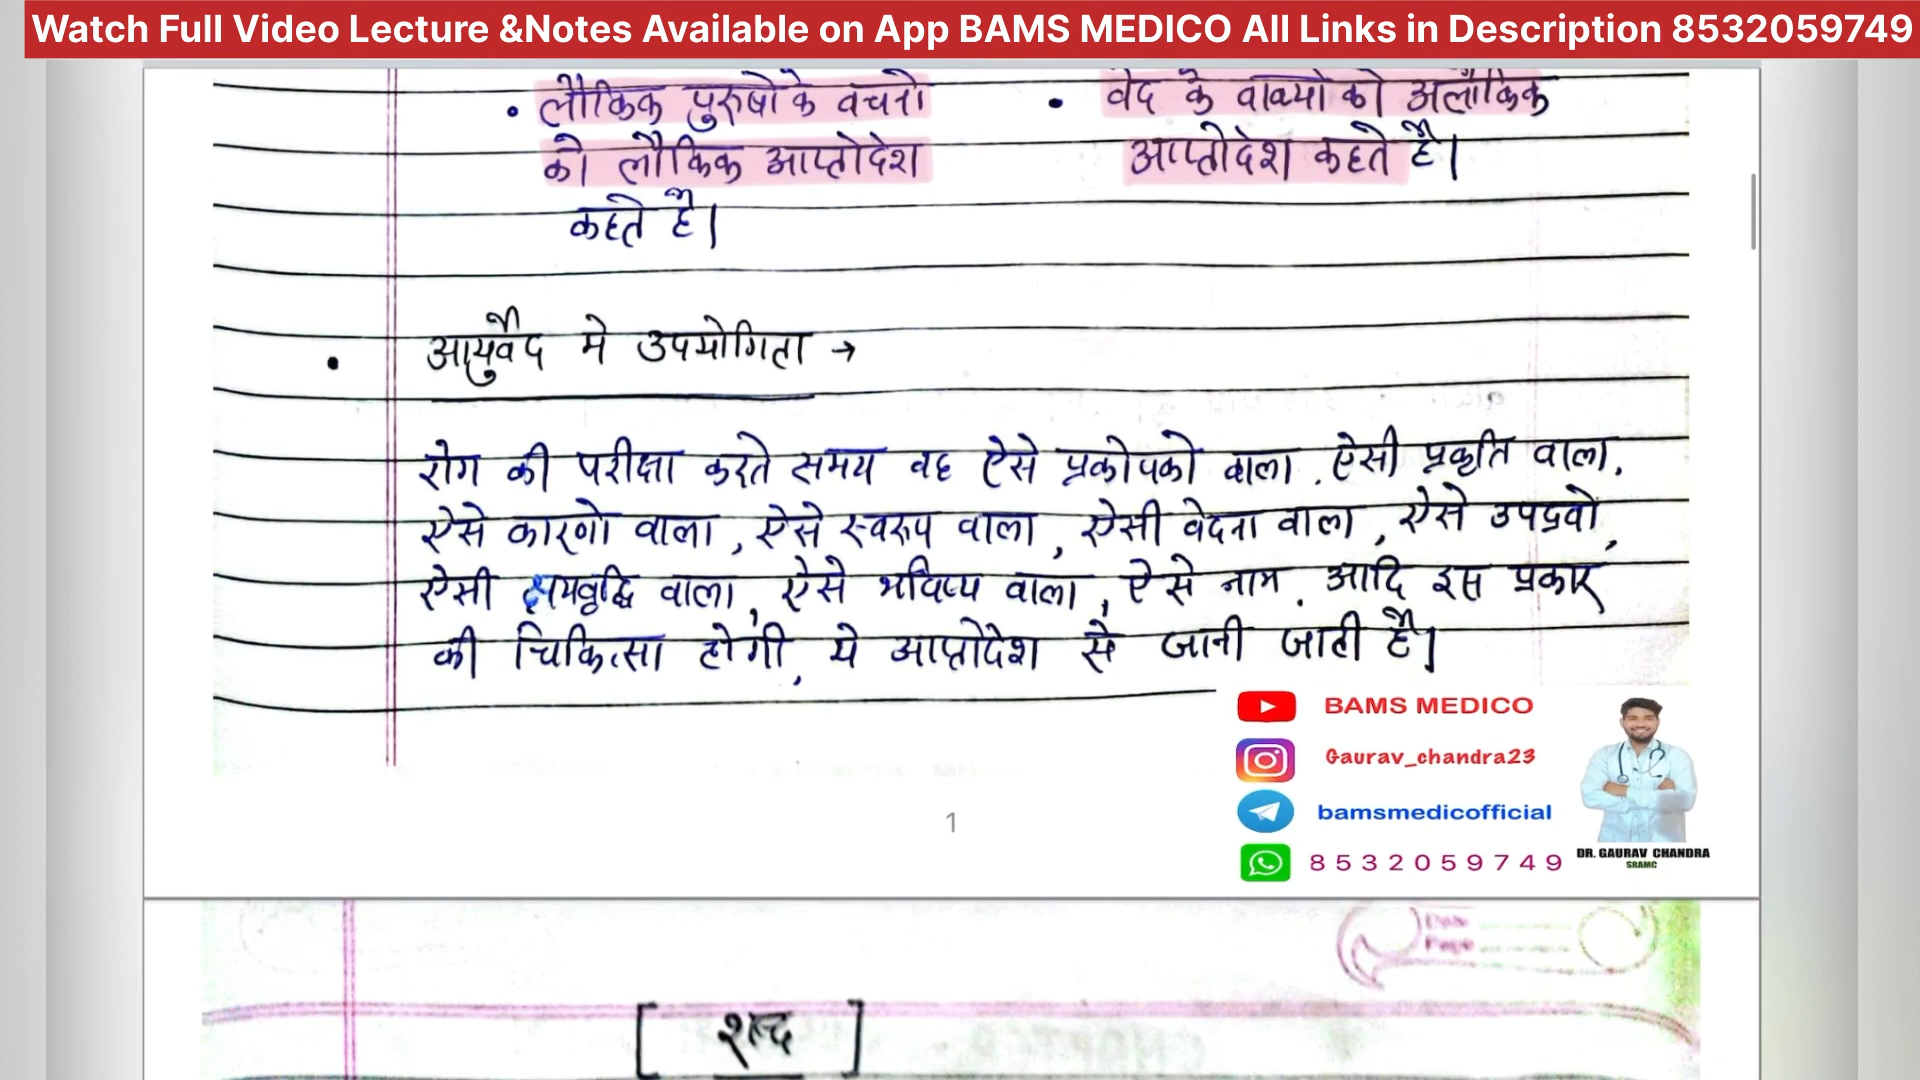 Watch Full Video Lecture &Notes Available on App BAMS MEDICO All Links in Description 8532059749
• लौकिक पुरुषो के वचनो
को लौकिक आप्तोदेश
कहते है।
• वेद के वाक्यो को अलौकिक
आप्तोदेश कहते है।
• आयुर्वेद मे उपयोगिता →
रोग की परीक्षा करते समय वह ऐसे प्रकोपको वाला, ऐसी प्रकृति वाला,
ऐसे कारणो वाला, ऐसे स्वरुप वाला, ऐसी वेदना वाला, ऐसे उपद्रवो,
ऐसी क्षयवृद्धि वाला, ऐसे भविष्य वाला, ऐसे नाम, आदि इस प्रकार
की चिकित्सा होगी, ये आप्तोदेश से जानी जाती है।
BAMS MEDICO
Gaurav_chandra23
bamsmedicofficial
8532059749
DR. GAURAV CHANDRA
SRAMC
1
Date
Page
[ शब्द ]